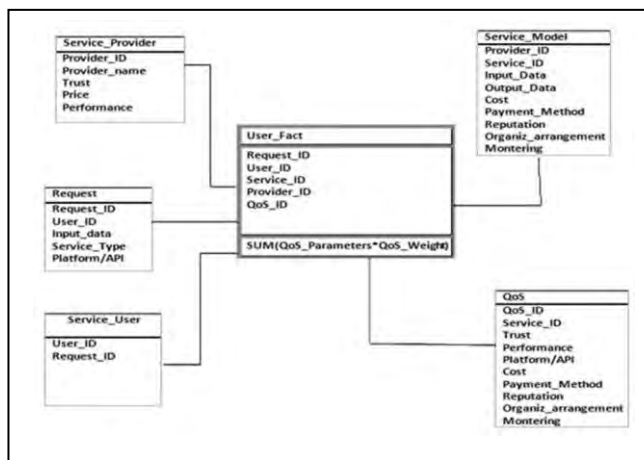 Service_Provider
Provider_ID
Provider_name
Trust
Price
Performance
Service_Model
Provider_ID
Service_ID
Input_Data
Output_Data
Cost
Payment_Method
Reputation
Organiz_arrangement
Montering
User_Fact
Request_ID
User_ID
Service_ID
Provider_ID
QoS_ID
SUM(QoS_Parameters*QoS_Weight)
Request
Request_ID
User_ID
Input_data
Service_Type
Platform/API
Service_User
User_ID
Request_ID
QoS
QoS_ID
Service_ID
Trust
Performance
Platform/API
Cost
Payment_Method
Reputation
Organiz_arrangement
Montering